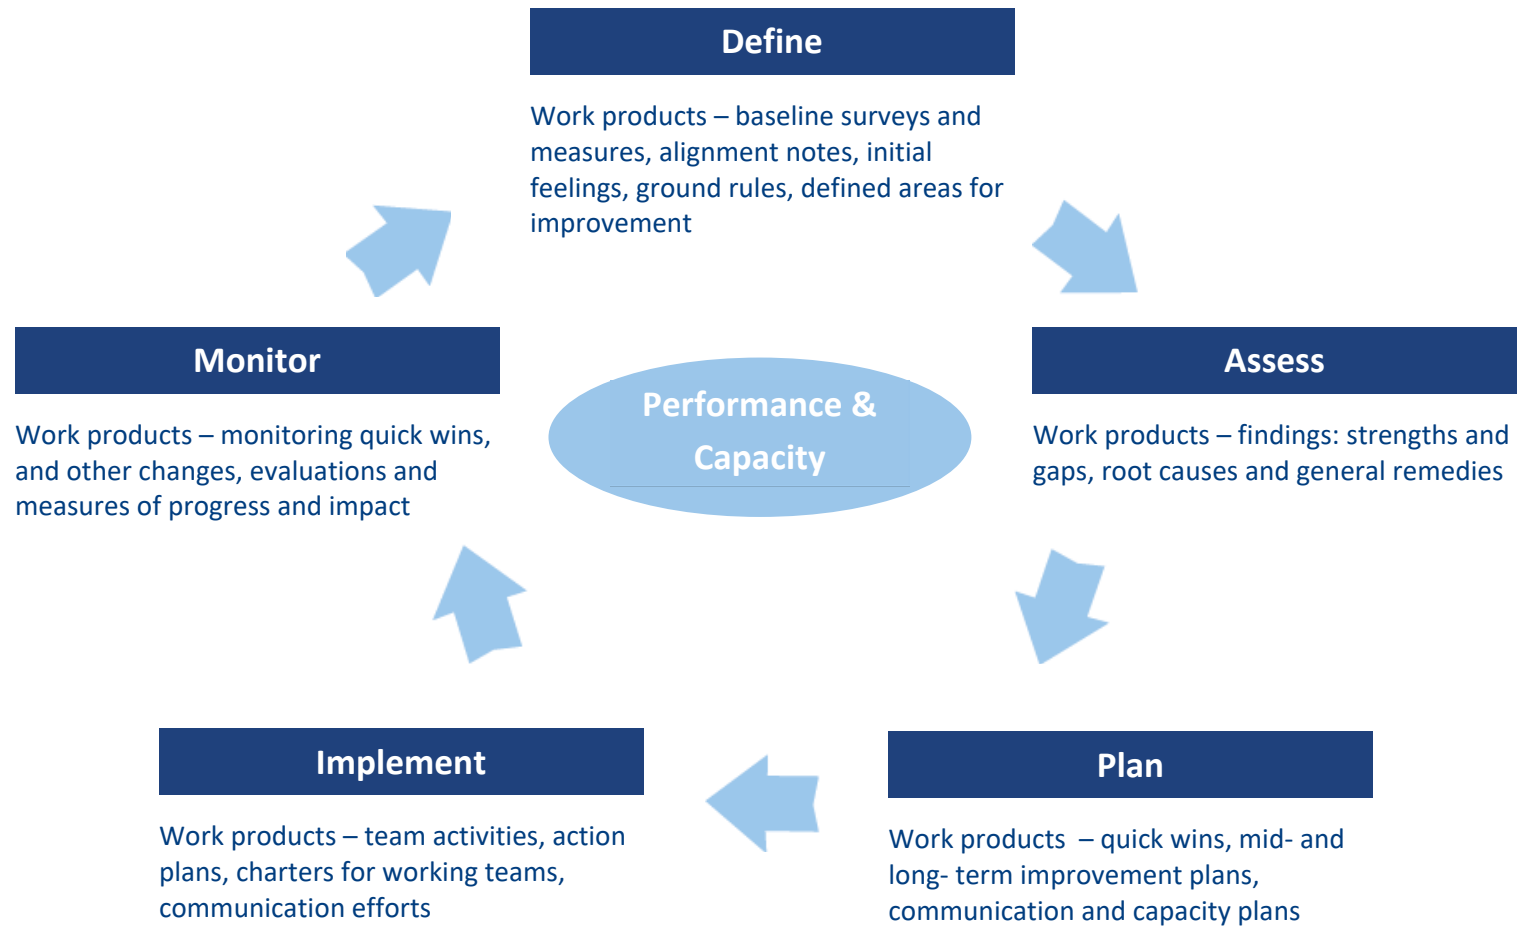 Define
Work products – baseline surveys and
measures, alignment notes, initial
feelings, ground rules, defined areas for
improvement
Monitor
Work products – monitoring quick wins,
and other changes, evaluations and
measures of progress and impact
Performance &
Capacity
Assess
Work products – findings: strengths and
gaps, root causes and general remedies
Implement
Work products – team activities, action
plans, charters for working teams,
communication efforts
Plan
Work products  – quick wins, mid- and
long- term improvement plans,
communication and capacity plans